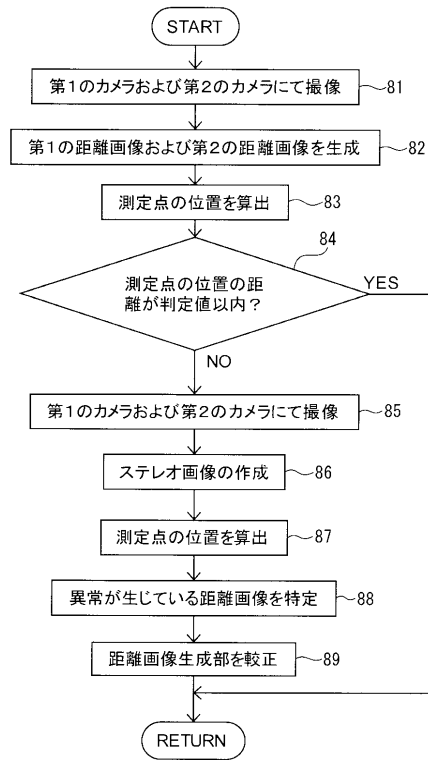 START
第1のカメラおよび第2のカメラにて撮像 81
第1の距離画像および第2の距離画像を生成 82
測定点の位置を算出 83
84
測定点の位置の距
離が判定値以内？
YES
NO
第1のカメラおよび第2のカメラにて撮像 85
ステレオ画像の作成 86
測定点の位置を算出 87
異常が生じている距離画像を特定 88
距離画像生成部を較正 89
RETURN